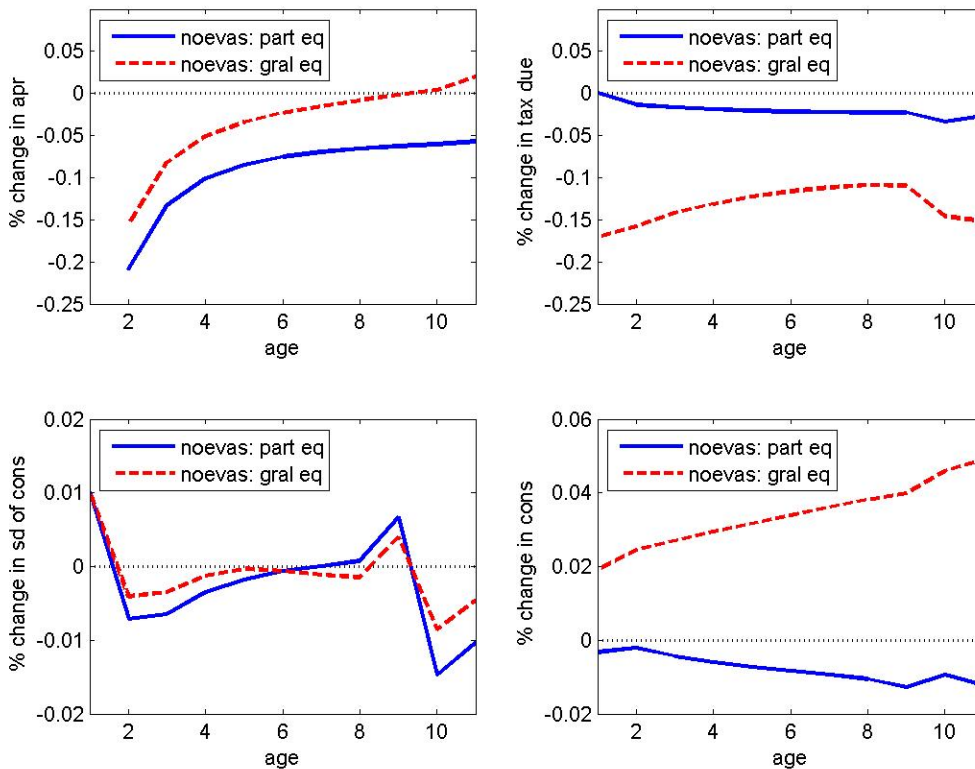 noevas: part eq
noevas: gral eq
0.05
0
-0.05
-0.1
-0.15
-0.2
-0.25
% change in apr
2 4 6 8 10
age
noevas: part eq
noevas: gral eq
0.05
0
-0.05
-0.1
-0.15
-0.2
-0.25
% change in tax due
2 4 6 8 10
age
noevas: part eq
noevas: gral eq
0.02
0.01
0
-0.01
-0.02
% change in sd of cons
2 4 6 8 10
age
noevas: part eq
noevas: gral eq
0.06
0.04
0.02
0
-0.02
% change in cons
2 4 6 8 10
age